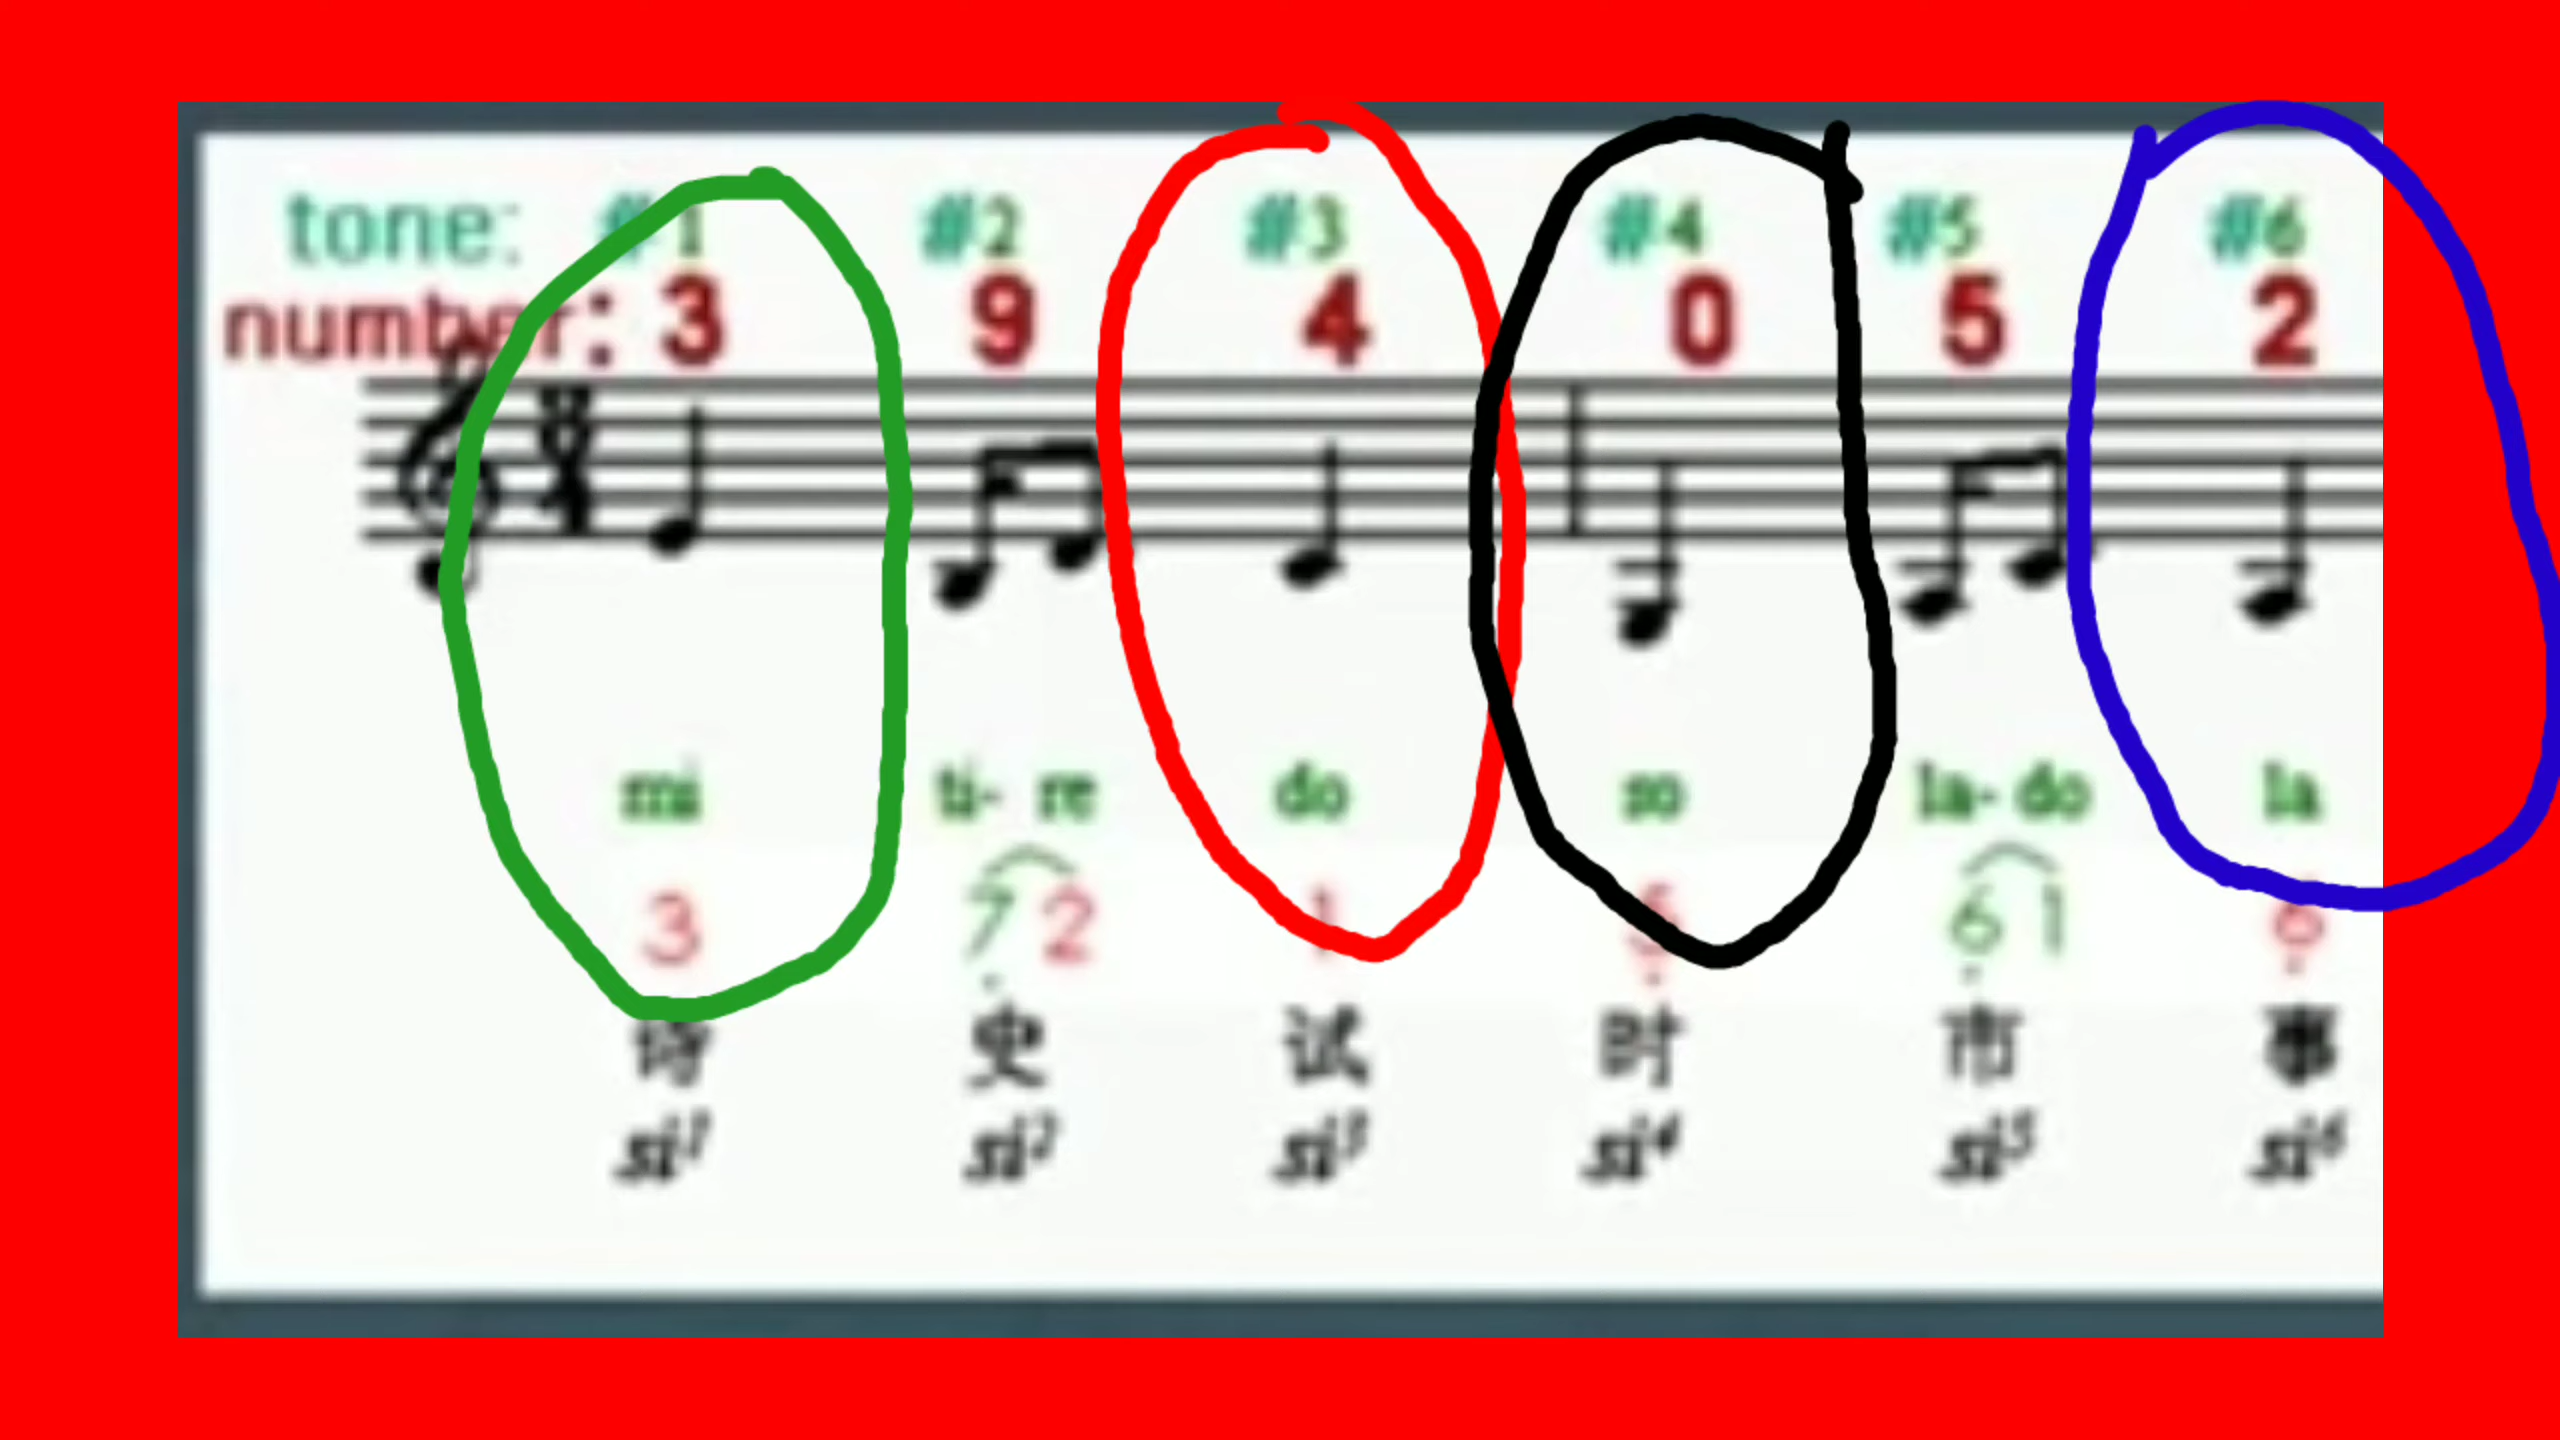 tone: #1 #2 #3 #4 #5 #6
number: 3 9 4 0 5 2
mi ti- re do so la-do la
3 7 2 1 5 6 1 6
诗 史 试 时 市 事
si1 si2 si3 si4 si5 si6